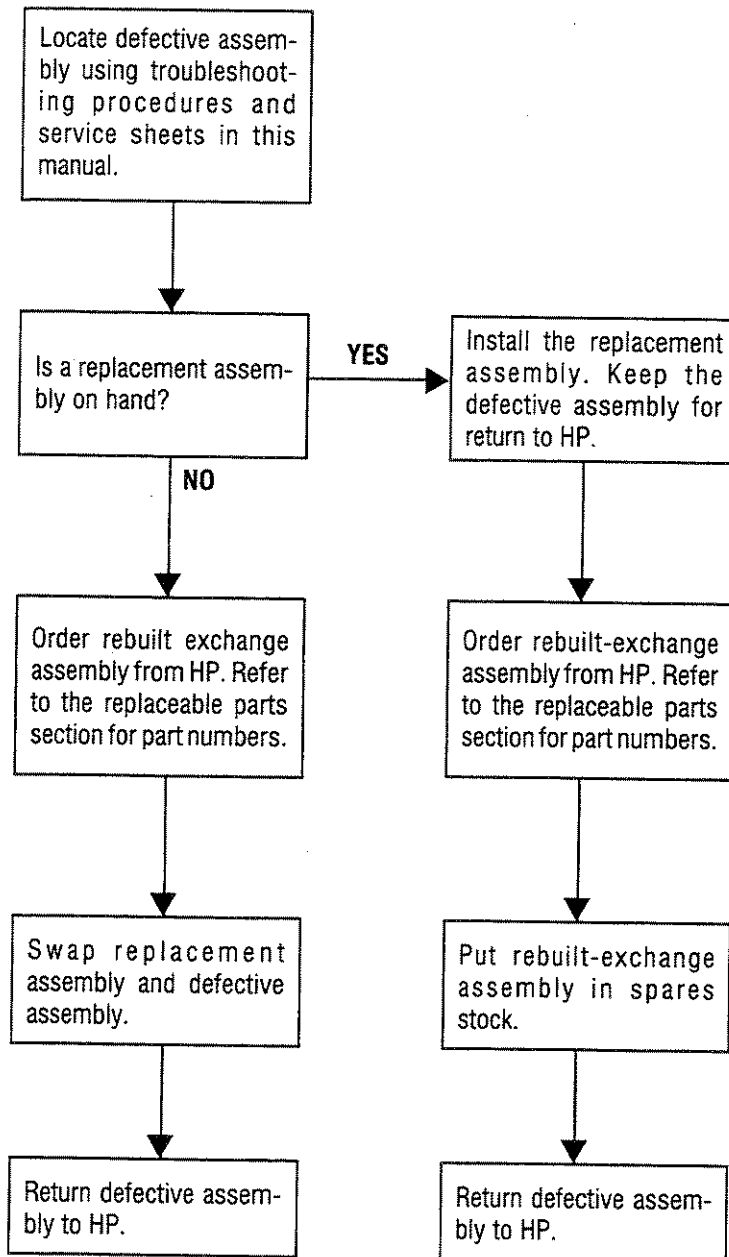 Locate defective assem-
bly using troubleshoot-
ing procedures and
service sheets in this
manual.
Is a replacement assem-
bly on hand?
YES
Install the replacement
assembly. Keep the
defective assembly for
return to HP.
NO
Order rebuilt exchange
assembly from HP. Refer
to the replaceable parts
section for part numbers.
Order rebuilt-exchange
assembly from HP. Refer
to the replaceable parts
section for part numbers.
Swap replacement
assembly and defective
assembly.
Put rebuilt-exchange
assembly in spares
stock.
Return defective assem-
bly to HP.
Return defective assem-
bly to HP.